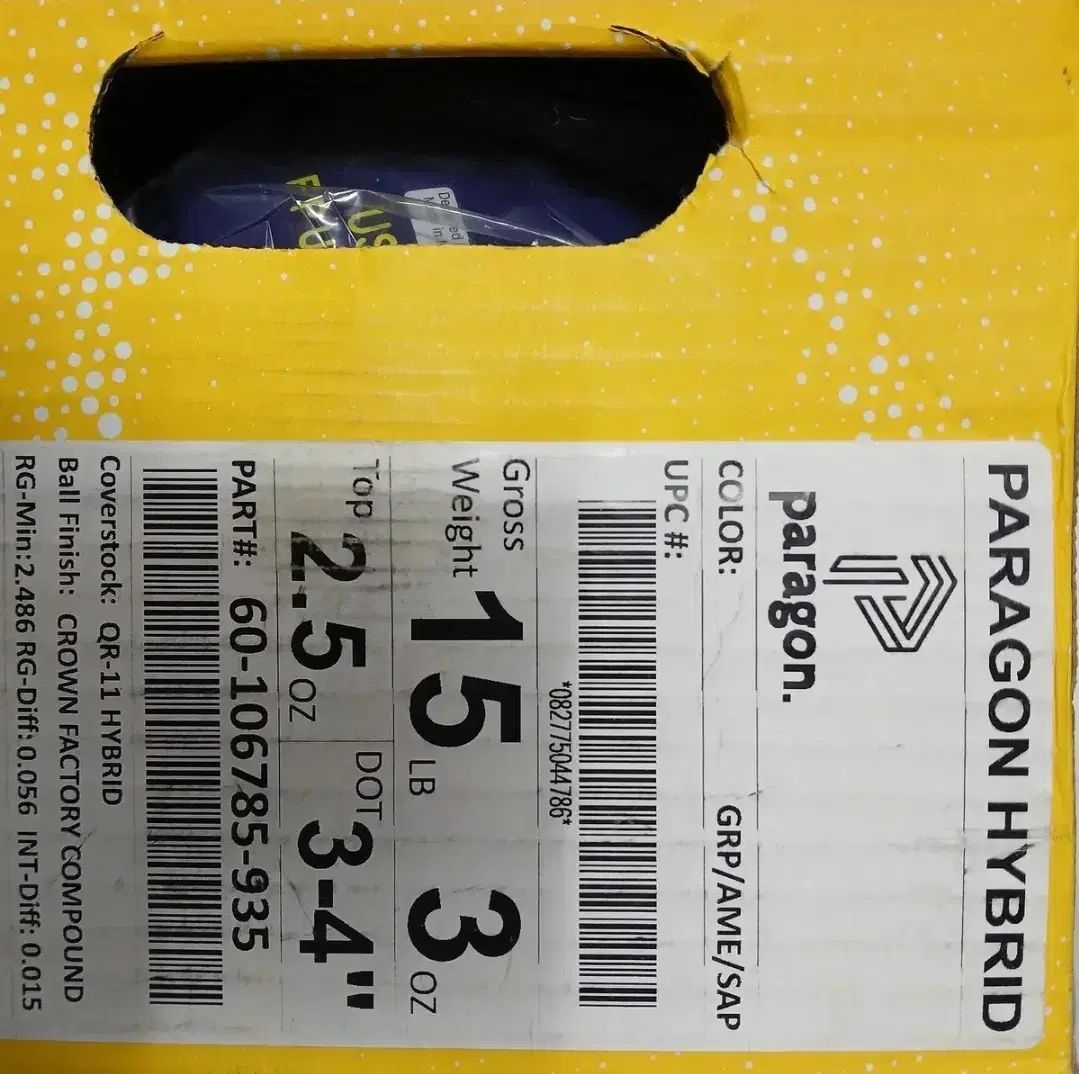 PARAGON HYBRID
paragon.
COLOR: GRP/AME/SAP
UPC #:
*082775044786*
Gross Weight 15 LB 3 OZ
Top 2.5 OZ DOT 3-4"
PART#: 60-106785-935
Coverstock: QR-11 HYBRID
Ball Finish: CROWN FACTORY COMPOUND
RG-Min:2.486 RG-Diff: 0.056 INT-Diff: 0.015